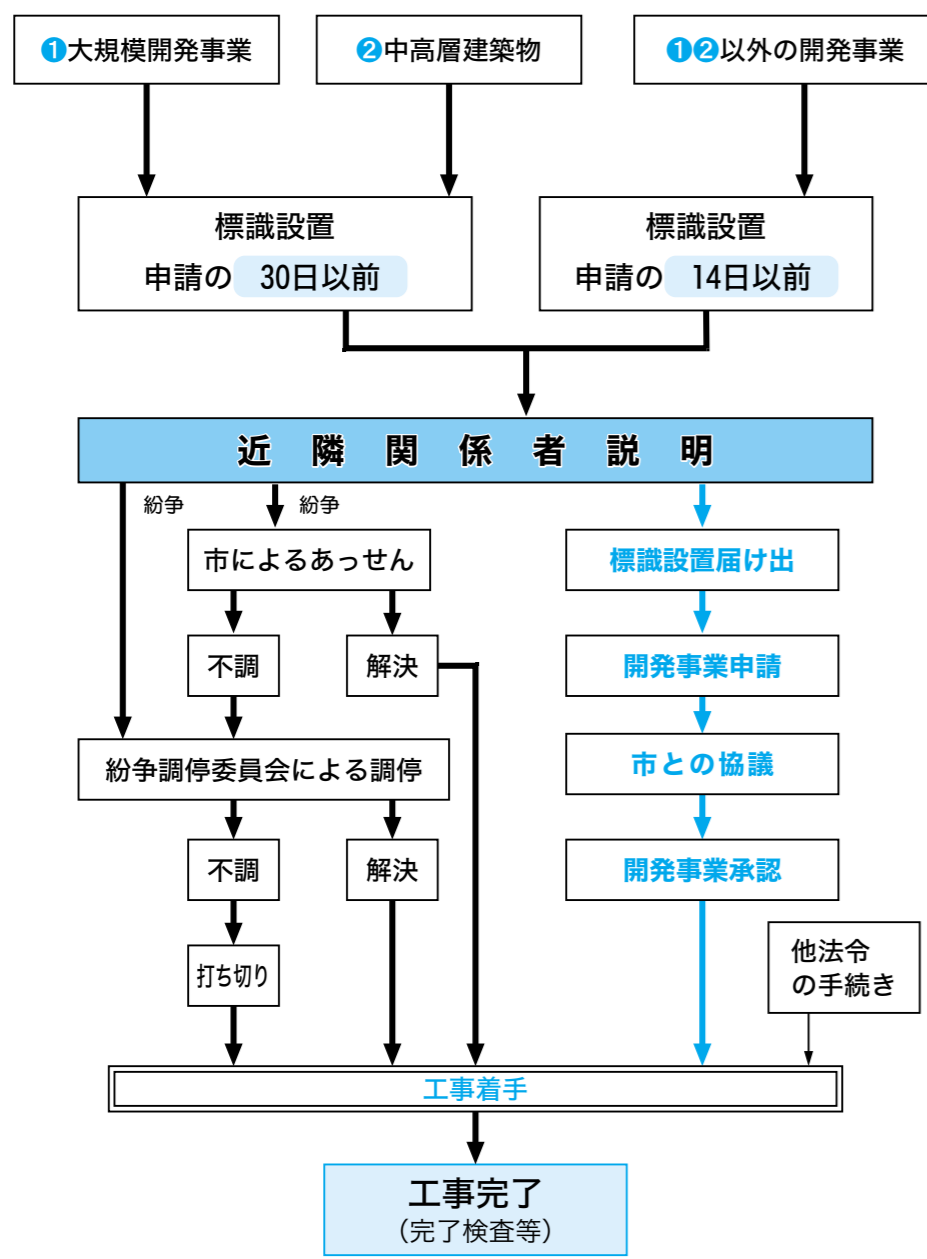 ❶大規模開発事業
❷中高層建築物
❶❷以外の開発事業
標識設置
申請の 30日以前
標識設置
申請の 14日以前
近隣関係者説明
紛争
紛争
市によるあっせん
標識設置届け出
不調
解決
開発事業申請
紛争調停委員会による調停
市との協議
不調
解決
開発事業承認
打ち切り
他法令
の手続き
工事着手
工事完了
（完了検査等）